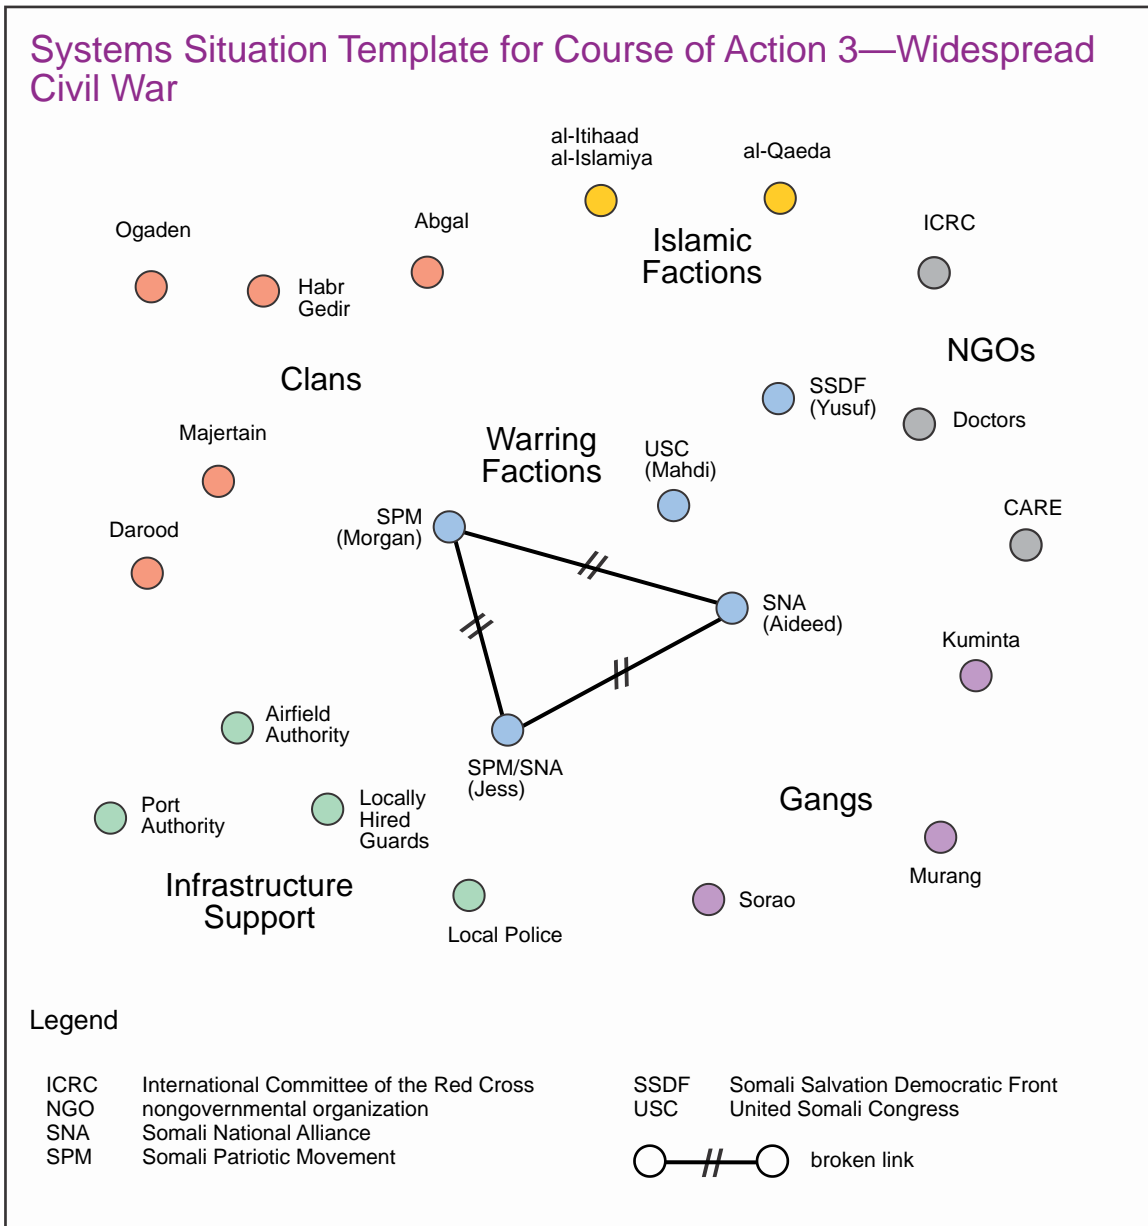 Systems Situation Template for Course of Action 3—Widespread
Civil War
al-Itihaad
al-Islamiya
al-Qaeda
Ogaden
Abgal
ICRC
Habr
Gedir
Islamic
Factions
NGOs
Clans
SSDF
(Yusuf)
Doctors
Majertain
Warring
Factions
USC
(Mahdi)
CARE
Darood
SPM
(Morgan)
SNA
(Aideed)
Kuminta
Airfield
Authority
SPM/SNA
(Jess)
Port
Authority
Locally
Hired
Guards
Gangs
Murang
Infrastructure
Support
Sorao
Local Police
Legend
ICRC International Committee of the Red Cross
NGO nongovernmental organization
SNA Somali National Alliance
SPM Somali Patriotic Movement
SSDF Somali Salvation Democratic Front
USC United Somali Congress
broken link